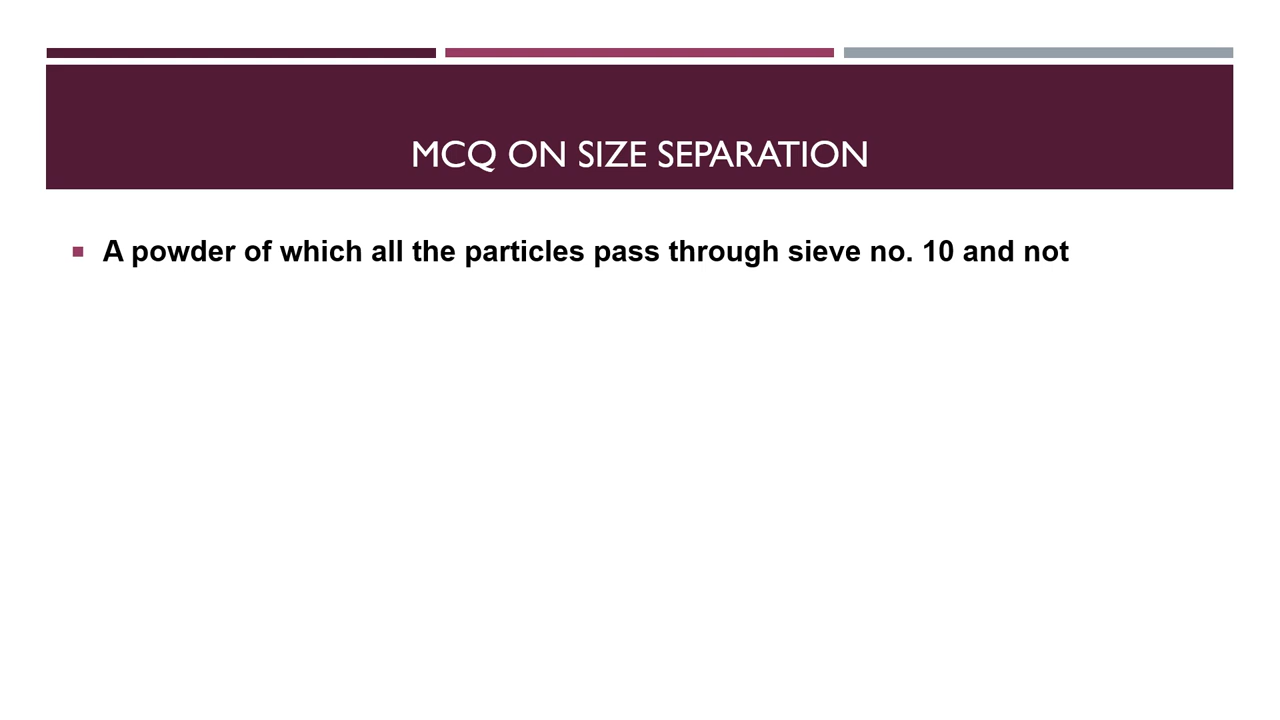 MCQ ON SIZE SEPARATION
A powder of which all the particles pass through sieve no. 10 and not